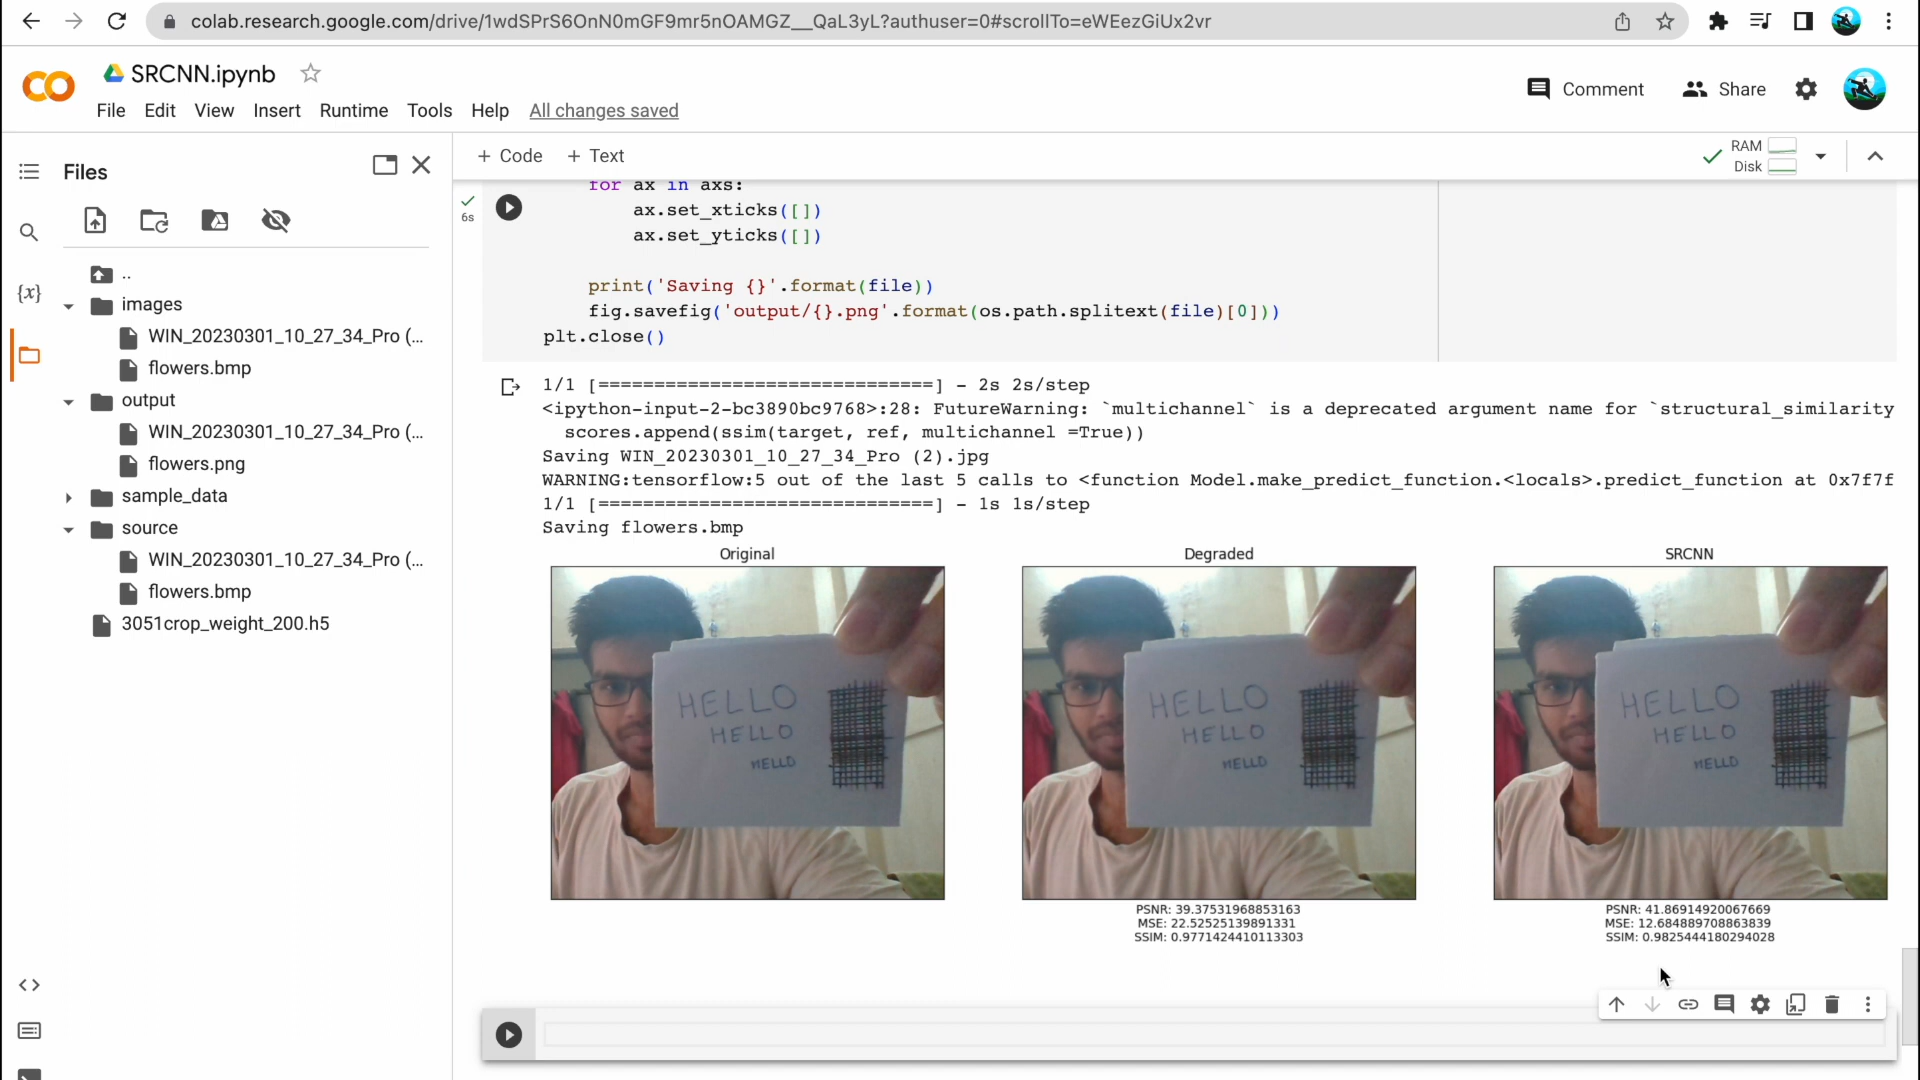 colab.research.google.com/drive/1wdSPrS6OnN0mGF9mr5nOAMGZ__QaL3yL?authuser=0#scrollTo=eWEezGiUx2vr
SRCNN.ipynb
File Edit View Insert Runtime Tools Help All changes saved
Comment Share
Files
+ Code + Text
RAM
Disk
..
images
WIN_20230301_10_27_34_Pro (...
flowers.bmp
output
WIN_20230301_10_27_34_Pro (...
flowers.png
sample_data
source
WIN_20230301_10_27_34_Pro (...
flowers.bmp
3051crop_weight_200.h5
{x}
6s
for ax in axs:
ax.set_xticks([])
ax.set_yticks([])
print('Saving {}'.format(file))
fig.savefig('output/{}.png'.format(os.path.splitext(file)[0]))
plt.close()
1/1 [==============================] - 2s 2s/step
<ipython-input-2-bc3890bc9768>:28: FutureWarning: `multichannel` is a deprecated argument name for `structural_similarity
scores.append(ssim(target, ref, multichannel =True))
Saving WIN_20230301_10_27_34_Pro (2).jpg
WARNING:tensorflow:5 out of the last 5 calls to <function Model.make_predict_function.<locals>.predict_function at 0x7f7f
1/1 [==============================] - 1s 1s/step
Saving flowers.bmp
Original
HELLO
HELLO
HELLO
Degraded
HELLO
HELLO
HELLO
PSNR: 39.37531968853163
MSE: 22.52525139891331
SSIM: 0.9771424410113303
SRCNN
HELLO
HELLO
HELLO
PSNR: 41.86914920067669
MSE: 12.684889708863839
SSIM: 0.9825444180294028